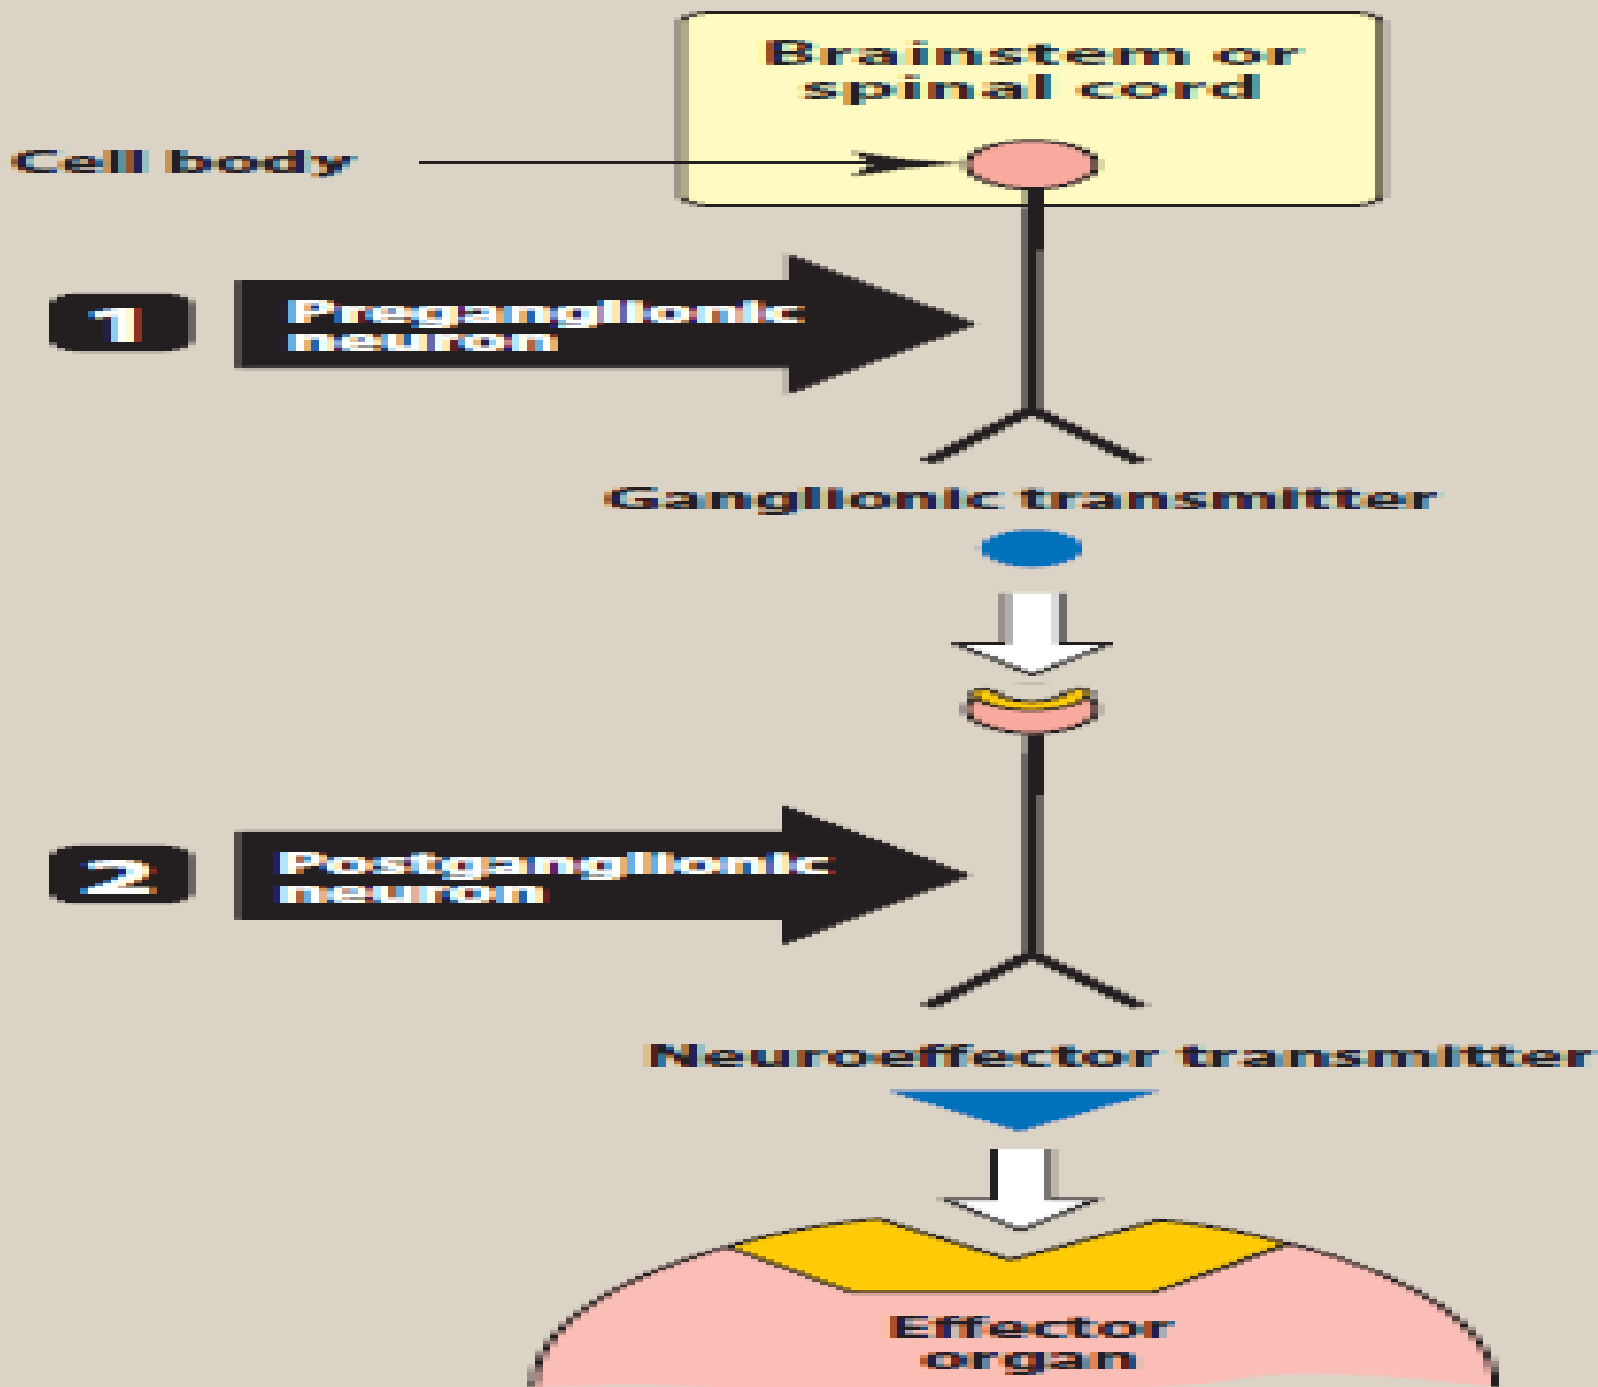 Brainstem or
spinal cord
Cell body
1
Preganglionic
neuron
Ganglionic transmitter
2
Postganglionic
neuron
Neuroeffector transmitter
Effector
organ